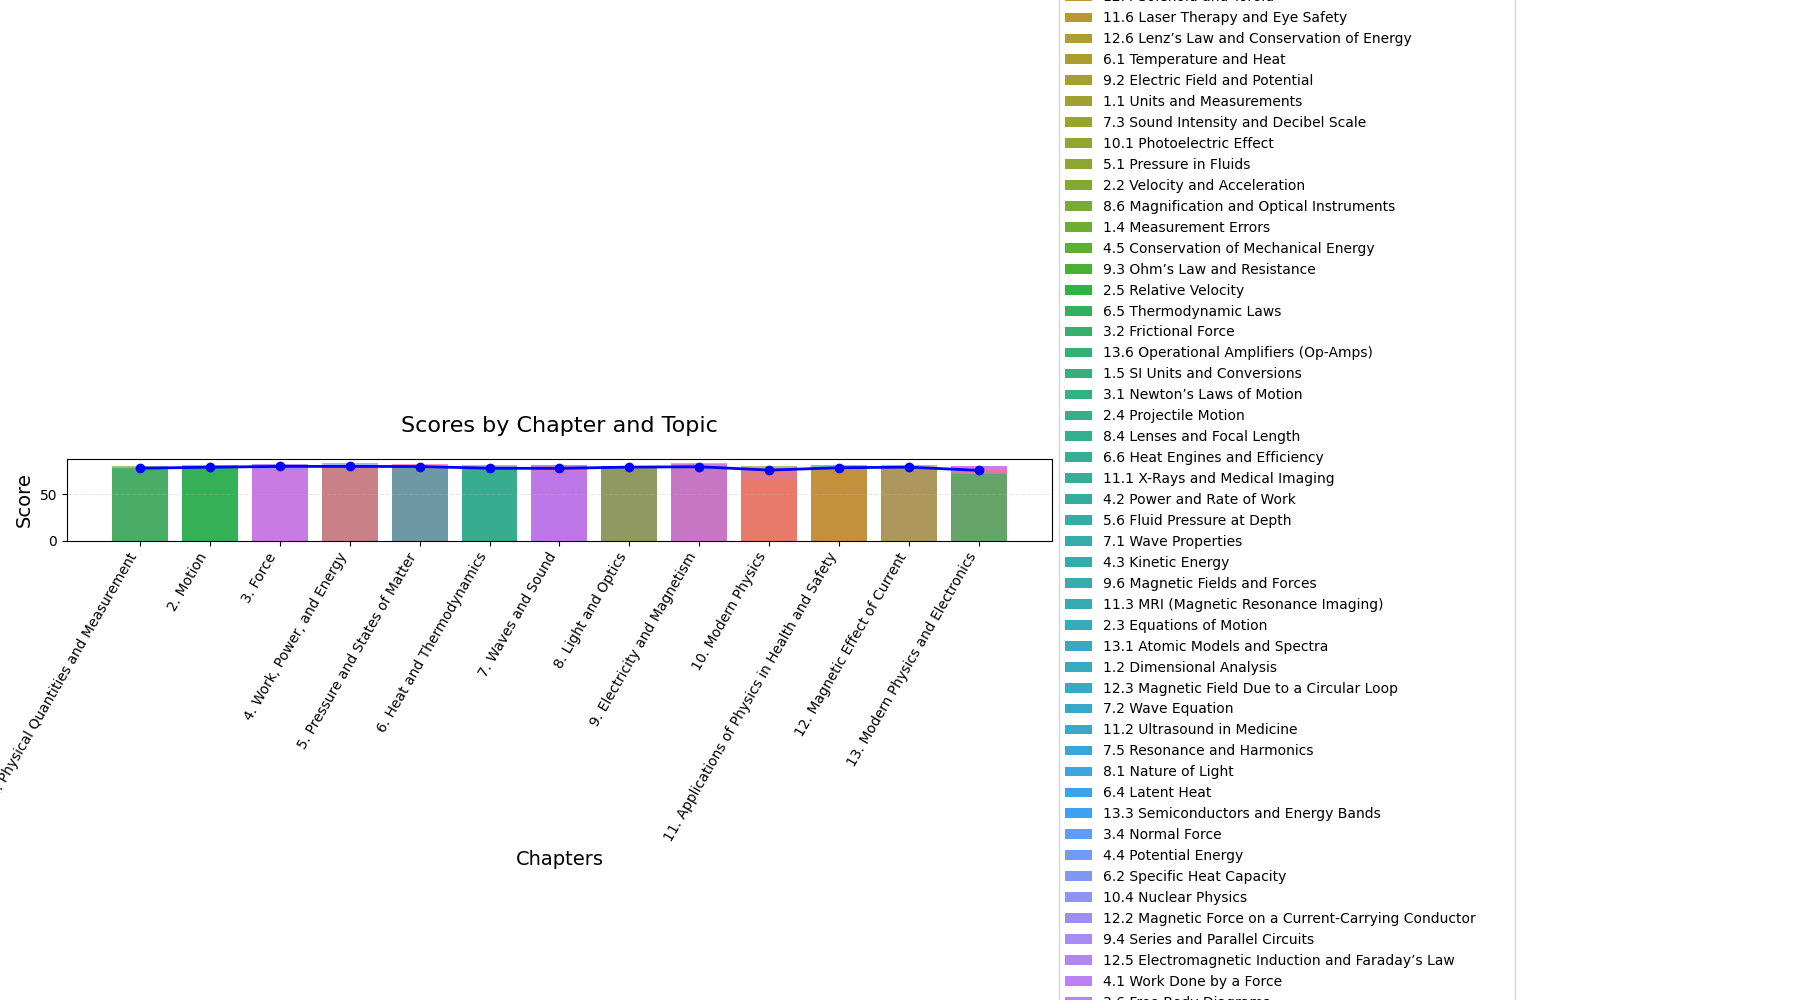 Scores by Chapter and Topic
Score
50
0
Physical Quantities and Measurement
2. Motion
3. Force
4. Work, Power, and Energy
5. Pressure and States of Matter
6. Heat and Thermodynamics
7. Waves and Sound
8. Light and Optics
9. Electricity and Magnetism
10. Modern Physics
11. Applications of Physics in Health and Safety
12. Magnetic Effect of Current
13. Modern Physics and Electronics
Chapters
11.6 Laser Therapy and Eye Safety
12.6 Lenz’s Law and Conservation of Energy
6.1 Temperature and Heat
9.2 Electric Field and Potential
1.1 Units and Measurements
7.3 Sound Intensity and Decibel Scale
10.1 Photoelectric Effect
5.1 Pressure in Fluids
2.2 Velocity and Acceleration
8.6 Magnification and Optical Instruments
1.4 Measurement Errors
4.5 Conservation of Mechanical Energy
9.3 Ohm’s Law and Resistance
2.5 Relative Velocity
6.5 Thermodynamic Laws
3.2 Frictional Force
13.6 Operational Amplifiers (Op-Amps)
1.5 SI Units and Conversions
3.1 Newton’s Laws of Motion
2.4 Projectile Motion
8.4 Lenses and Focal Length
6.6 Heat Engines and Efficiency
11.1 X-Rays and Medical Imaging
4.2 Power and Rate of Work
5.6 Fluid Pressure at Depth
7.1 Wave Properties
4.3 Kinetic Energy
9.6 Magnetic Fields and Forces
11.3 MRI (Magnetic Resonance Imaging)
2.3 Equations of Motion
13.1 Atomic Models and Spectra
1.2 Dimensional Analysis
12.3 Magnetic Field Due to a Circular Loop
7.2 Wave Equation
11.2 Ultrasound in Medicine
7.5 Resonance and Harmonics
8.1 Nature of Light
6.4 Latent Heat
13.3 Semiconductors and Energy Bands
3.4 Normal Force
4.4 Potential Energy
6.2 Specific Heat Capacity
10.4 Nuclear Physics
12.2 Magnetic Force on a Current-Carrying Conductor
9.4 Series and Parallel Circuits
12.5 Electromagnetic Induction and Faraday’s Law
4.1 Work Done by a Force